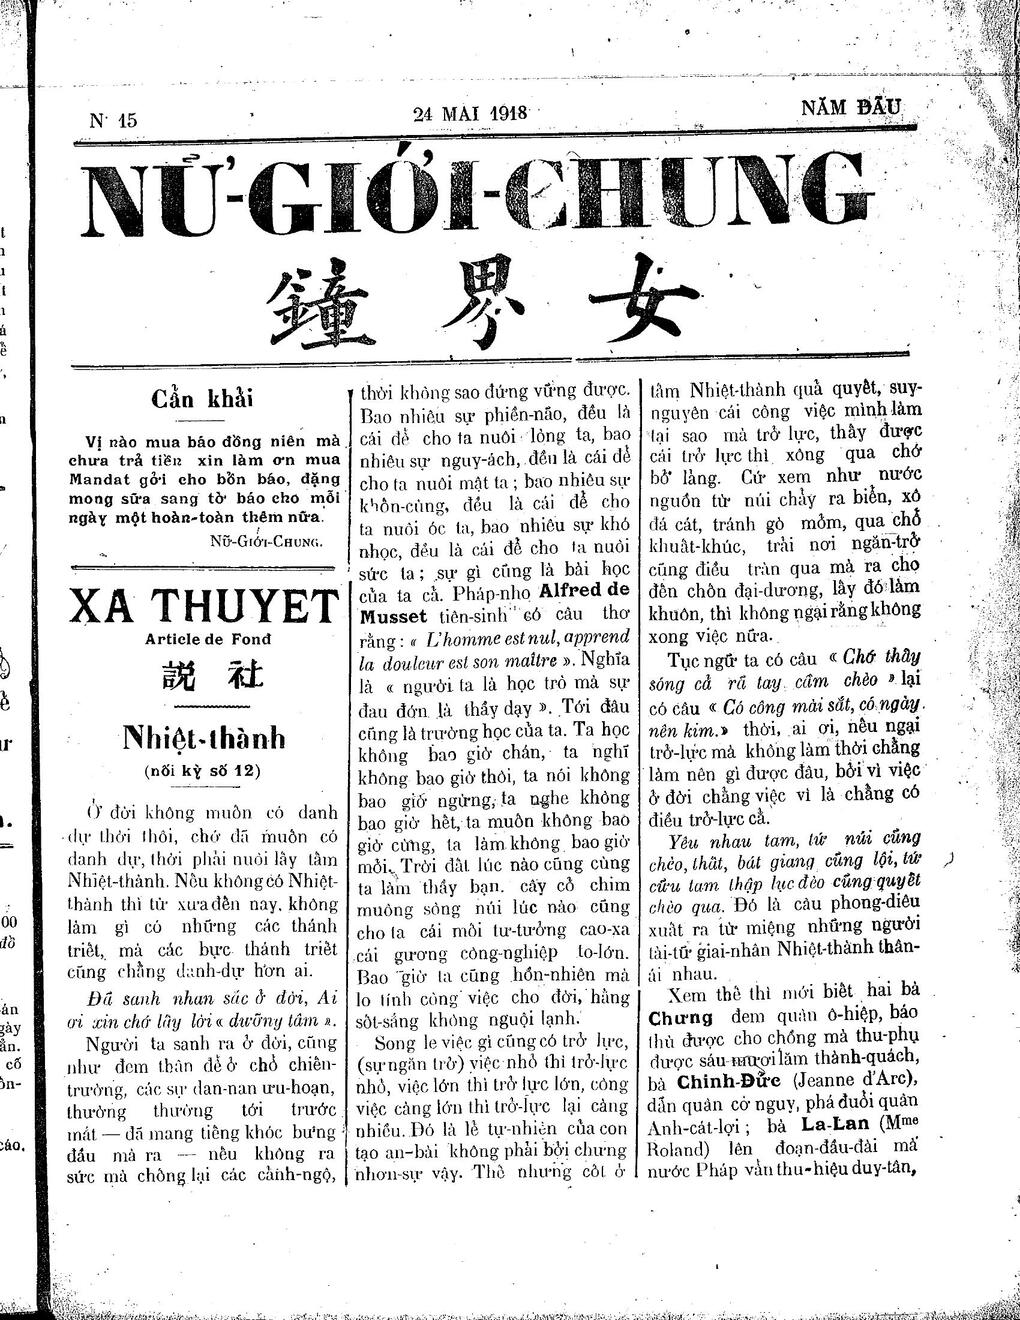 N° 15
24 MAI 1918
NĂM ĐẦU
NỮ-GIỚI-CHUNG
鐘 界 女
Cẩn khải
Vị nào mua báo đồng niên mà
chưa trả tiền xin làm ơn mua
Mandat gởi cho bổn báo, đặng
mong sửa sang tờ báo cho mỗi
ngày một hoàn-toàn thêm nữa.
NỮ-GIỚI-CHUNG.
XA THUYET
Article de Fond
説 社
Nhiệt-thành
(nối kỳ số 12)
Ở đời không muốn có danh
dự thời thôi, chớ đã muốn có
danh dự, thời phải nuôi lấy tấm
Nhiệt-thành. Nếu không có Nhiệt-
thành thì từ xưa đến nay, không
làm gì có những các thánh
triết, mà các bực thánh triết
cũng chẳng danh-dự hơn ai.
Đã sanh nhan sắc ở đời, Ai
ơi xin chớ lấy lời « dưỡng tâm ».
Người ta sanh ra ở đời, cũng
như đem thân để ở chỗ chiến-
trường, các sự dan-nan ưu-hoạn,
thường thường tới trước
mắt — đã mang tiếng khóc bưng
đầu mà ra — nếu không ra
sức mà chống lại các cảnh-ngộ,
thời không sao đứng vững được.
Bao nhiêu sự phiền-não, đều là
cái để cho ta nuôi lòng ta, bao
nhiêu sự nguy-ách, đều là cái để
cho ta nuôi mật ta ; bao nhiêu sự
khốn-cùng, đều là cái để cho
ta nuôi óc ta, bao nhiêu sự khó
nhọc, đều là cái để cho ta nuôi
sức ta ; sự gì cũng là bài học
của ta cả. Pháp-nho Alfred de
Musset tiên-sinh có câu thơ
rằng : « L'homme est nul, apprend
la douleur est son maître ». Nghĩa
là « người ta là học trò mà sự
đau đớn là thầy dạy ». Tới đâu
cũng là trường học của ta. Ta học
không bao giờ chán, ta nghĩ
không bao giờ thôi, ta nói không
bao giờ ngừng, ta nghe không
bao giờ hết, ta muốn không bao
giờ cùng, ta làm không bao giờ
mỏi. Trời đất lúc nào cũng cùng
ta làm thầy bạn. cây cỏ chim
muông sông núi lúc nào cũng
cho ta cái mối tư-tưởng cao-xa
cái gương công-nghiệp to-lớn.
Bao giờ ta cũng hồn-nhiên mà
lo tính công việc cho đời, hằng
sốt-sắng không nguội lạnh.
Song le việc gì cũng có trở lực,
(sự ngăn trở) việc nhỏ thì trở-lực
nhỏ, việc lớn thì trở lực lớn, công
việc càng lớn thì trở-lực lại càng
nhiều. Đó là lẽ tự-nhiên của con
tạo an-bài không phải bởi chưng
nhơn-sự vậy. Thế nhưng cốt ở
tấm Nhiệt-thành quả quyết, suy-
nguyên cái công việc mình làm
tại sao mà trở lực, thấy được
cái trở lực thì xông qua chớ
bỏ lảng. Cứ xem như nước
nguồn từ núi chảy ra biển, xô
đá cát, tránh gò mỏm, qua chỗ
khuất-khúc, trải nơi ngăn-trở
cũng điều tràn qua mà ra cho
đến chốn đại-dương, lấy đó làm
khuôn, thì không ngại rằng không
xong việc nữa.
Tục ngữ ta có câu « Chớ thấy
sóng cả rã tay cầm chèo » lại
có câu « Có công mài sắt, có ngày
nên kim.» thời, ai ơi, nếu ngại
trở-lực mà không làm thời chẳng
làm nên gì được đâu, bởi vì việc
ở đời chẳng việc vì là chẳng có
điều trở-lực cả.
Yêu nhau tam, tứ núi cũng
chèo, thất, bát giang cũng lội, tứ
cửu tam thập lục đèo cũng quyết
chèo qua. Đó là câu phong-diêu
xuất ra từ miệng những người
tài-tử giai-nhân Nhiệt-thành thân-
ái nhau.
Xem thế thì mới biết hai bà
Chưng đem quân ô-hiệp, báo
thù được cho chồng mà thu-phụ
được sáu mươi lăm thành-quách,
bà Chinh-Đức (Jeanne d'Arc),
dẫn quân cờ nguy, phá đuổi quân
Anh-cát-lợi ; bà La-Lan (Mme
Roland) lên đoạn-đầu-đài mà
nước Pháp vẫn thu-hiệu duy-tân,